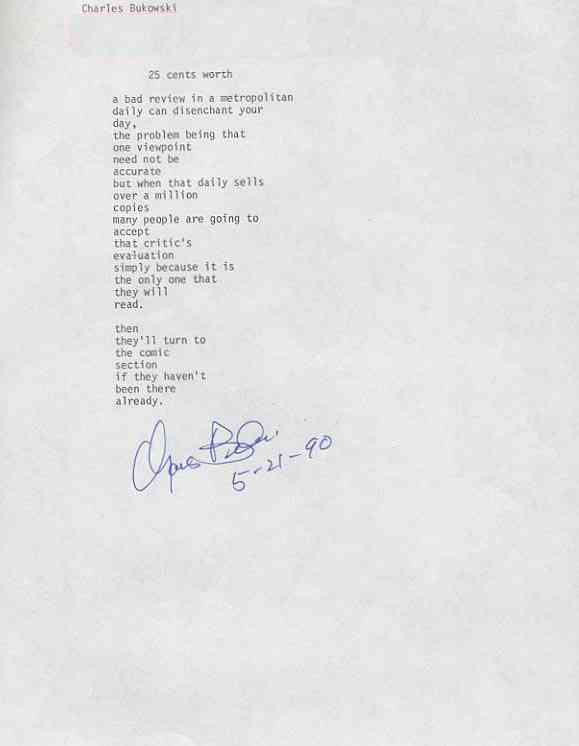 Charles Bukowski
25 cents worth
a bad review in a metropolitan
daily can disenchant your
day,
the problem being that
one viewpoint
need not be
accurate
but when that daily sells
over a million
copies
many people are going to
accept
that critic's
evaluation
simply because it is
the only one that
they will
read.
then
they'll turn to
the comic
section
if they haven't
been there
already.
5-21-90